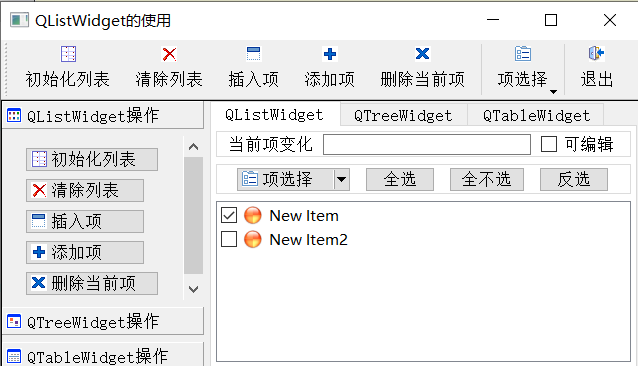 QListWidget的使用
初始化列表 清除列表 插入项 添加项 删除当前项 项选择 退出
QListWidget操作
初始化列表
清除列表
插入项
添加项
删除当前项
QTreeWidget操作
QTableWidget操作
QListWidget QTreeWidget QTableWidget
当前项变化 可编辑
项选择 全选 全不选 反选
New Item
New Item2